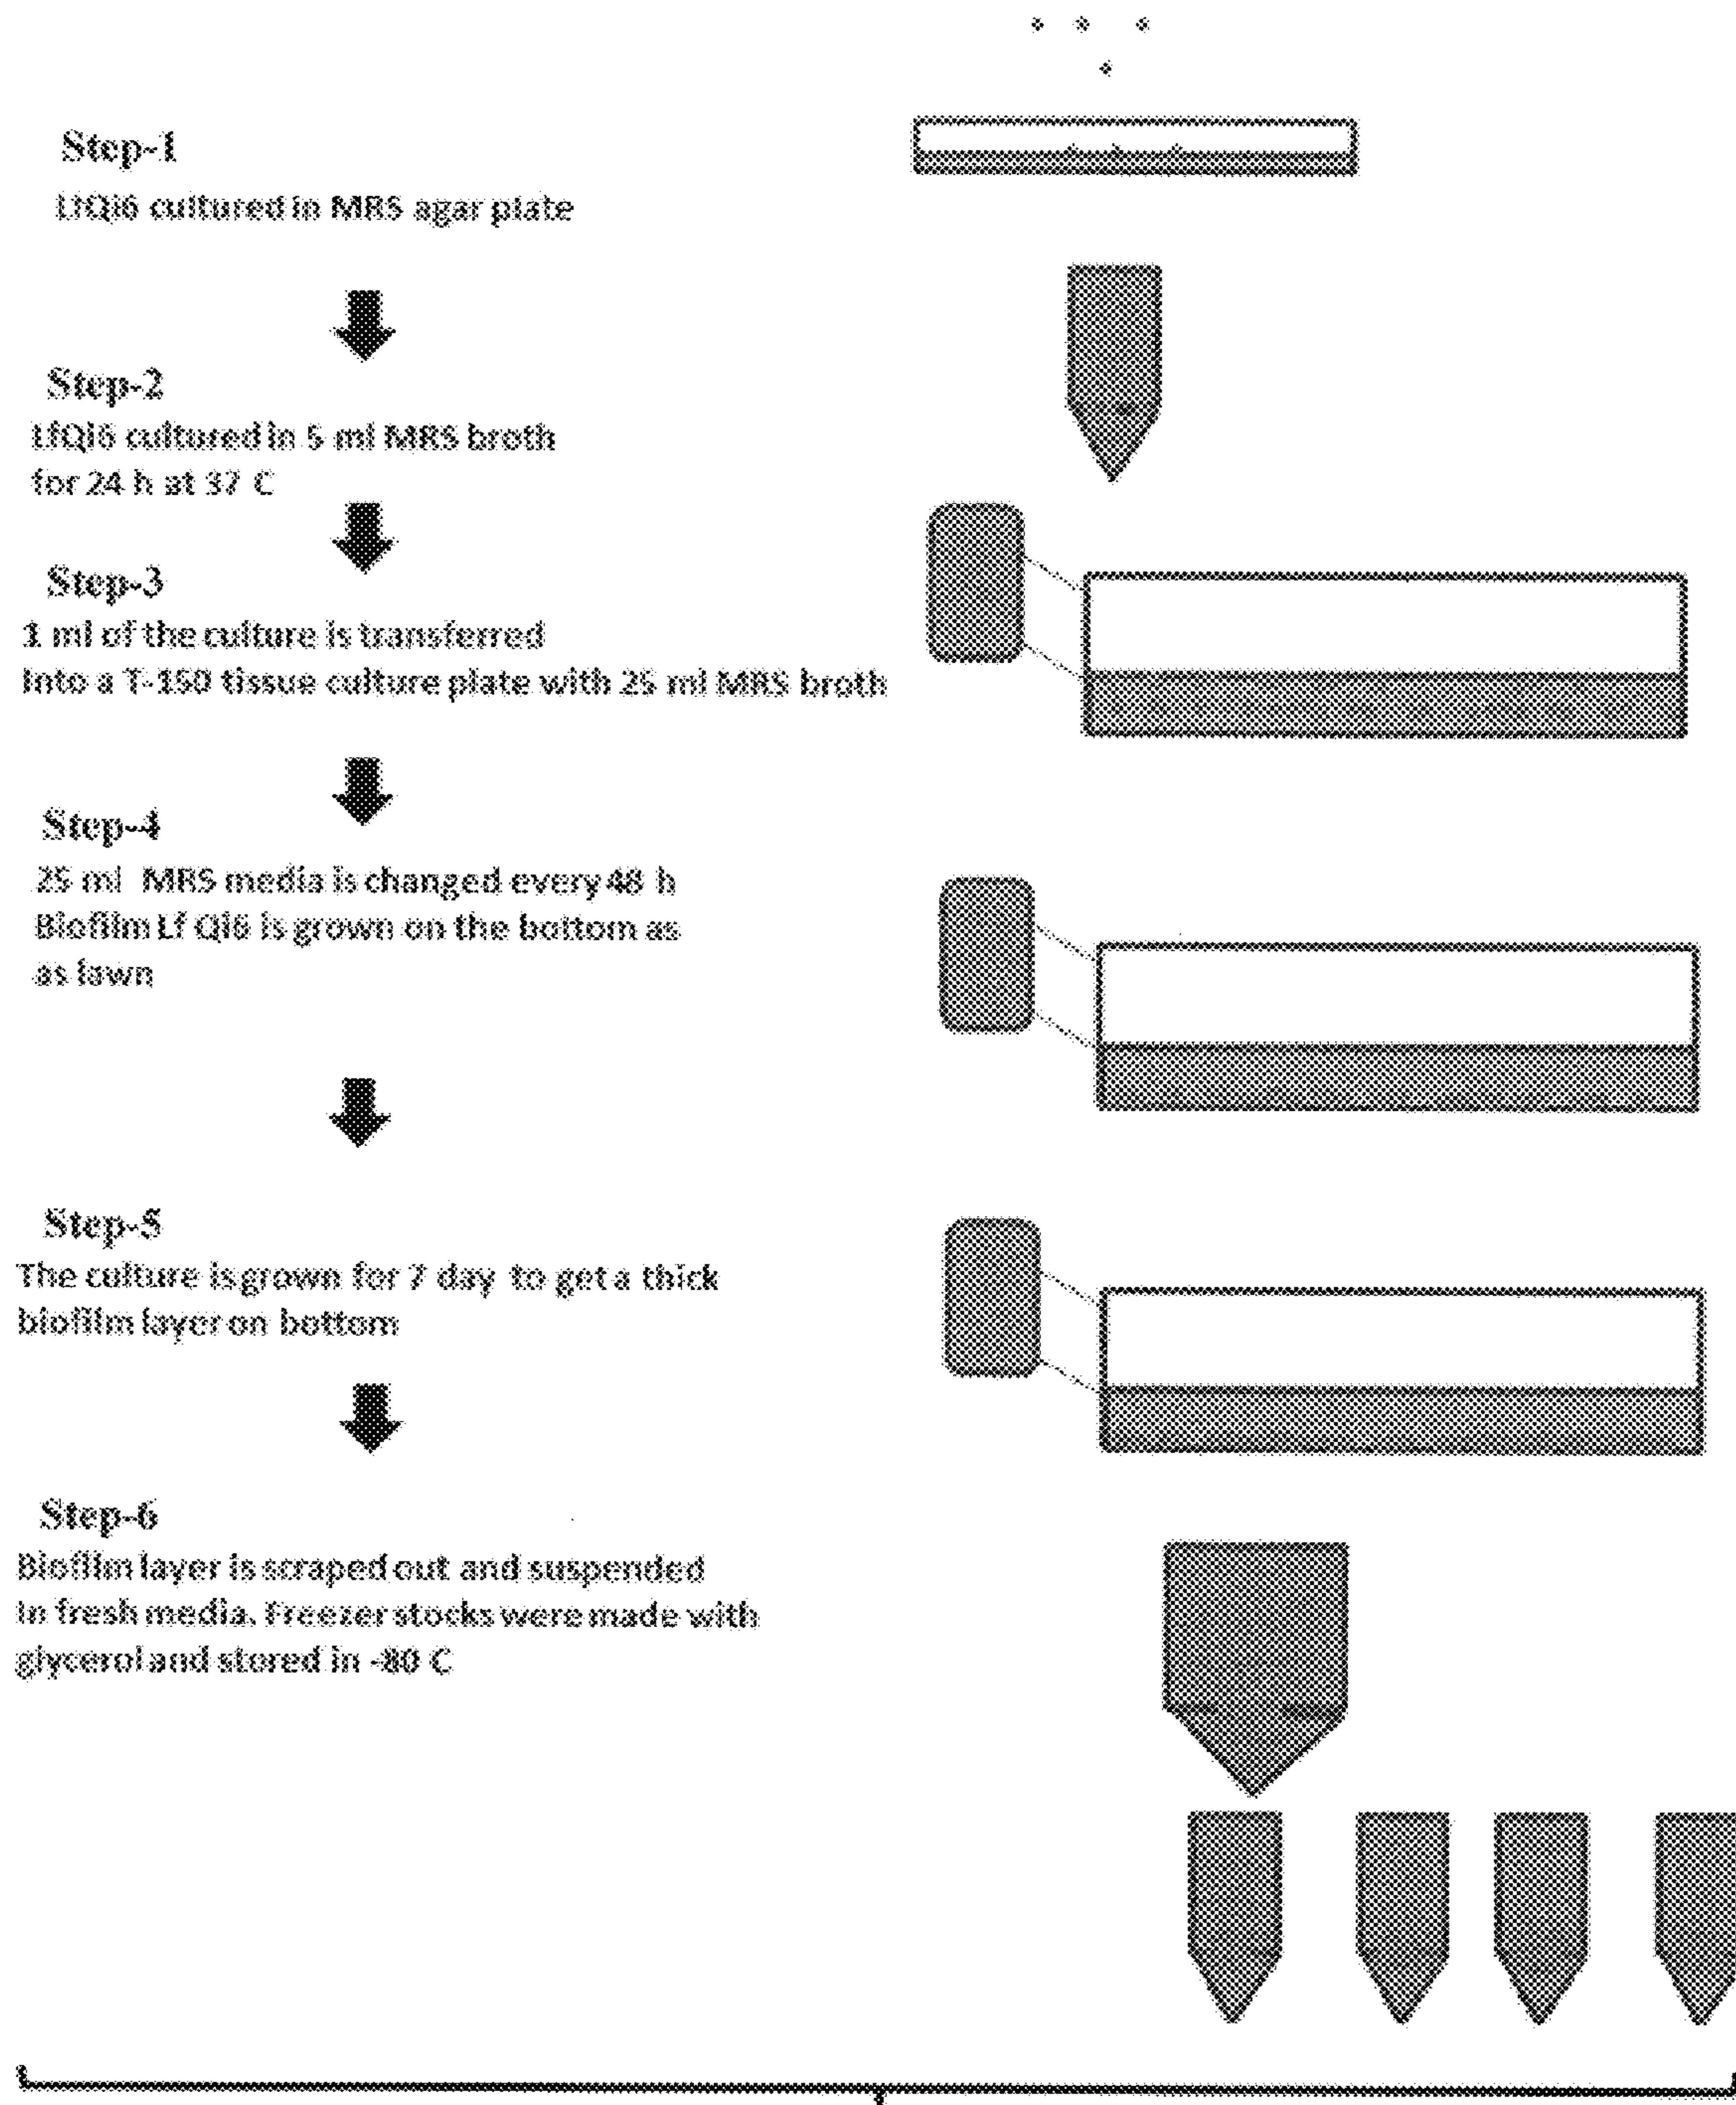 Step-1
LfQi6 cultured in MRS agar plate
Step-2
LfQi6 cultured in 5 ml MRS broth
for 24 h at 37 C
Step-3
1 ml of the culture is transferred
Into a T-150 tissue culture plate with 25 ml MRS broth
Step-4
25 ml MRS media is changed every 48 h
Biofilm Lf Qi6 is grown on the bottom as
as lawn
Step-5
The culture is grown for 7 day to get a thick
biofilm layer on bottom
Step-6
Biofilm layer is scraped out and suspended
In fresh media. Freezer stocks were made with
glycerol and stored in -80 C